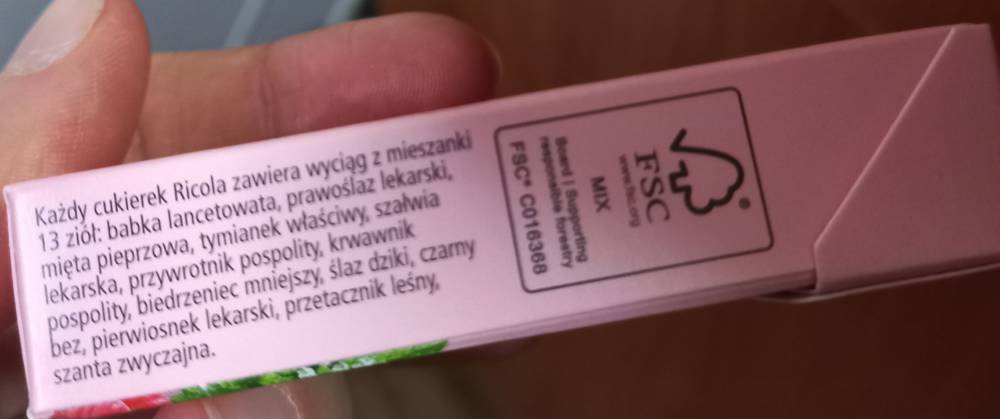 Każdy cukierek Ricola zawiera wyciąg z mieszanki
13 ziół: babka lancetowata, prawoślaz lekarski,
mięta pieprzowa, tymianek właściwy, szałwia
lekarska, przywrotnik pospolity, krwawnik
pospolity, biedrzeniec mniejszy, ślaz dziki, czarny
bez, pierwiosnek lekarski, przetacznik leśny,
szanta zwyczajna.
®
FSC
www.fsc.org
MIX
Board | Supporting
responsible forestry
FSC® C016368